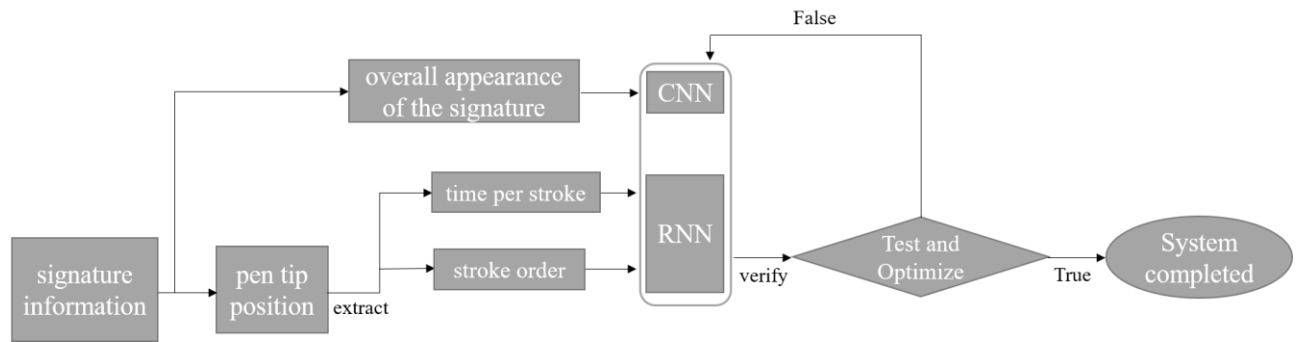 False
overall appearance
of the signature
CNN
time per stroke
RNN
signature
information
pen tip
position
extract
stroke order
verify
Test and
Optimize
True
System
completed